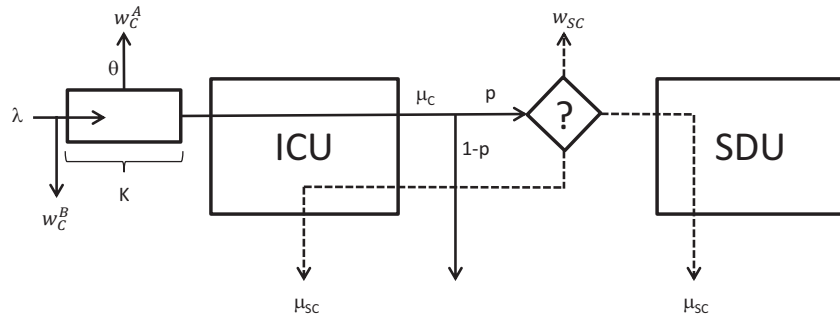 w_C^A
w_SC
θ
μ_C
p
λ
ICU
?
SDU
1-p
K
w_C^B
μ_SC
μ_SC